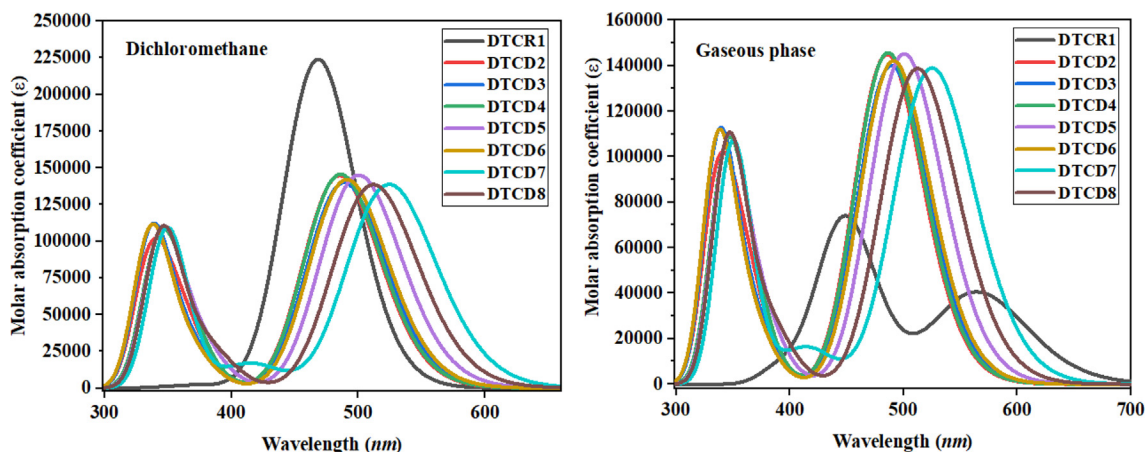 Dichloromethane
DTCR1
DTCD2
DTCD3
DTCD4
DTCD5
DTCD6
DTCD7
DTCD8
250000
225000
200000
175000
150000
125000
100000
75000
50000
25000
0
Molar absorption coefficient (ε)
300 400 500 600
Wavelength (nm)
Gaseous phase
DTCR1
DTCD2
DTCD3
DTCD4
DTCD5
DTCD6
DTCD7
DTCD8
160000
140000
120000
100000
80000
60000
40000
20000
0
Molar absorption coefficient (ε)
300 400 500 600 700
Wavelength (nm)